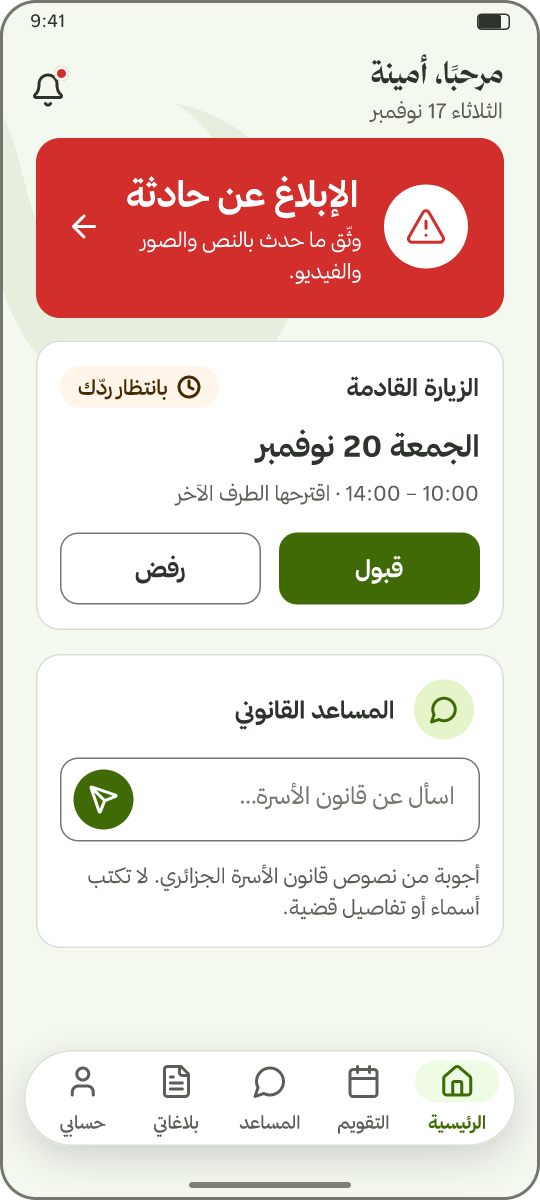 9:41
مرحبًا، أمينة
الثلاثاء 17 نوفمبر
الإبلاغ عن حادثة
وثّق ما حدث بالنص والصور
والفيديو.
الزيارة القادمة
بانتظار ردّك
الجمعة 20 نوفمبر
10:00 – 14:00 · اقترحها الطرف الآخر
قبول
رفض
المساعد القانوني
اسأل عن قانون الأسرة...
أجوبة من نصوص قانون الأسرة الجزائري. لا تكتب
أسماء أو تفاصيل قضية.
الرئيسية
التقويم
المساعد
بلاغاتي
حسابي